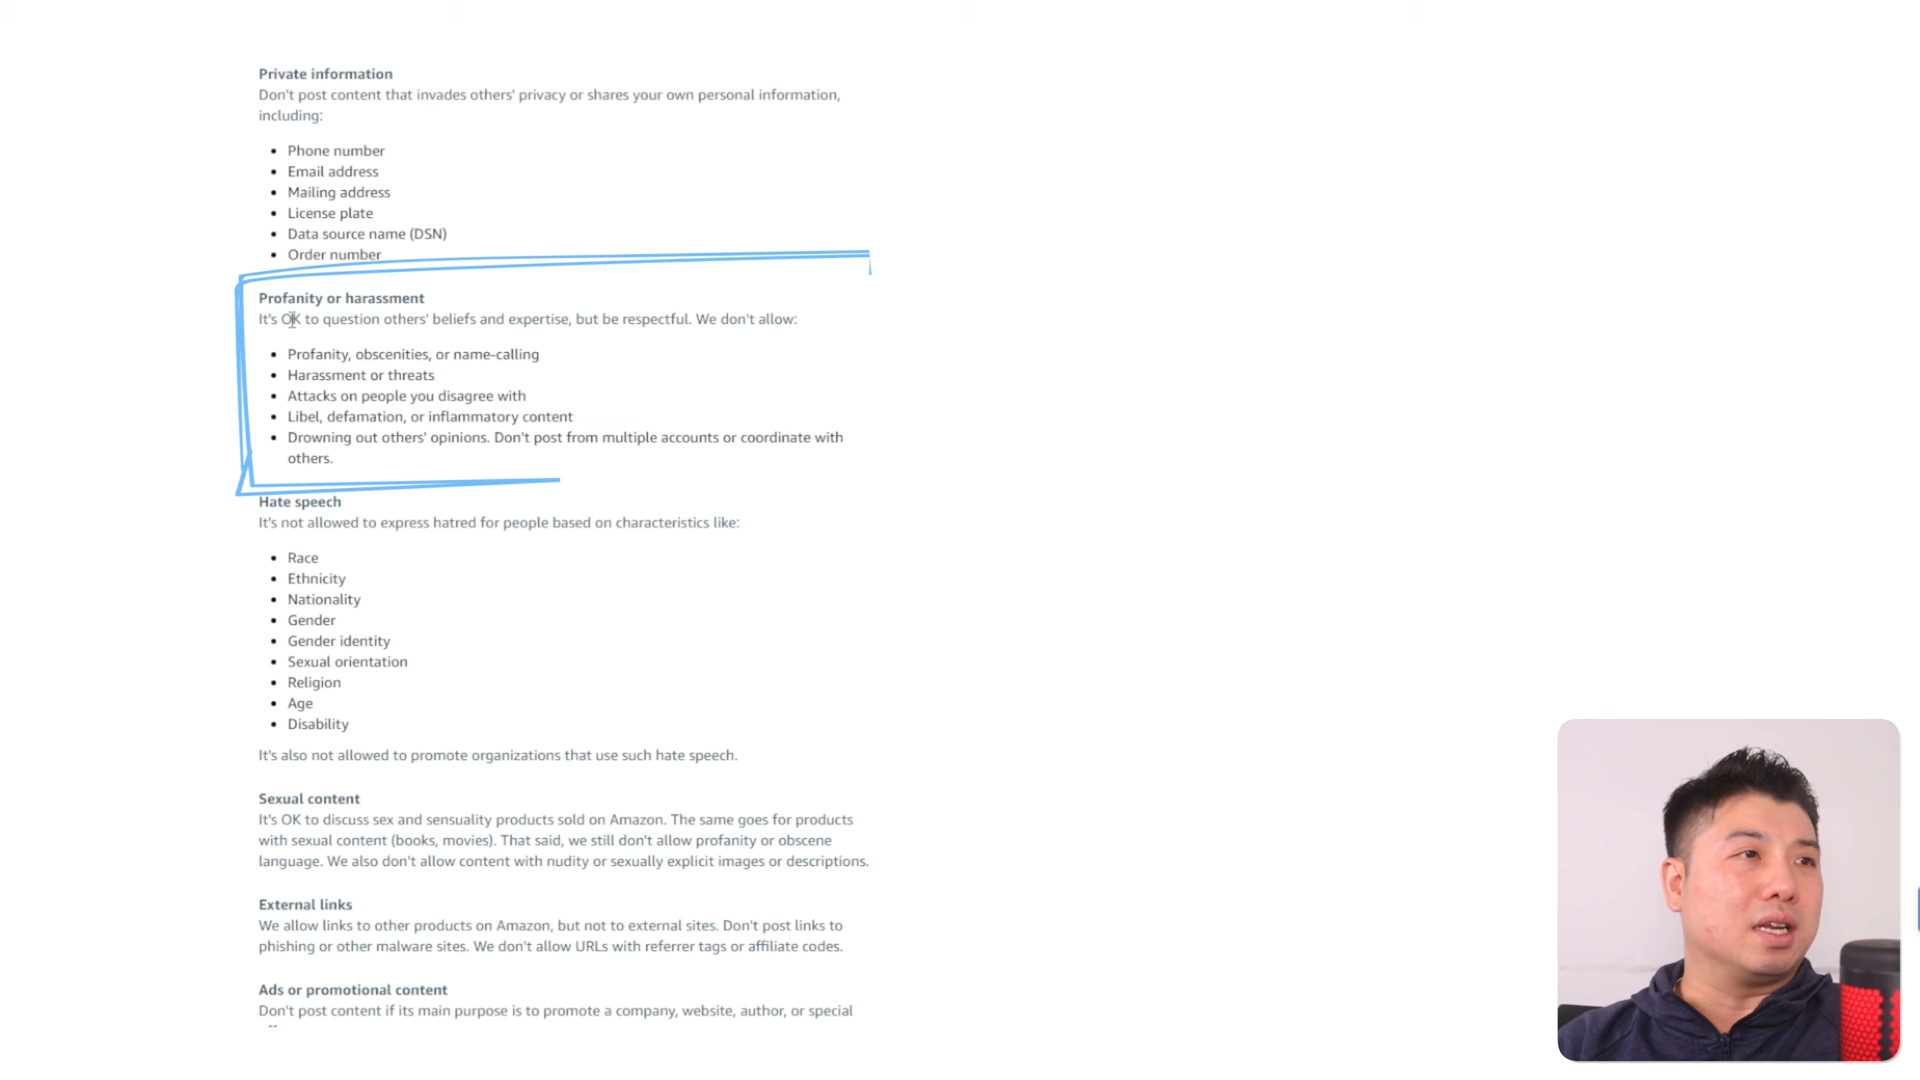 Private information
Don't post content that invades others' privacy or shares your own personal information,
including:
• Phone number
• Email address
• Mailing address
• License plate
• Data source name (DSN)
• Order number
Profanity or harassment
It's OK to question others' beliefs and expertise, but be respectful. We don't allow:
• Profanity, obscenities, or name-calling
• Harassment or threats
• Attacks on people you disagree with
• Libel, defamation, or inflammatory content
• Drowning out others' opinions. Don't post from multiple accounts or coordinate with
others.
Hate speech
It's not allowed to express hatred for people based on characteristics like:
• Race
• Ethnicity
• Nationality
• Gender
• Gender identity
• Sexual orientation
• Religion
• Age
• Disability
It's also not allowed to promote organizations that use such hate speech.
Sexual content
It's OK to discuss sex and sensuality products sold on Amazon. The same goes for products
with sexual content (books, movies). That said, we still don't allow profanity or obscene
language. We also don't allow content with nudity or sexually explicit images or descriptions.
External links
We allow links to other products on Amazon, but not to external sites. Don't post links to
phishing or other malware sites. We don't allow URLs with referrer tags or affiliate codes.
Ads or promotional content
Don't post content if its main purpose is to promote a company, website, author, or special